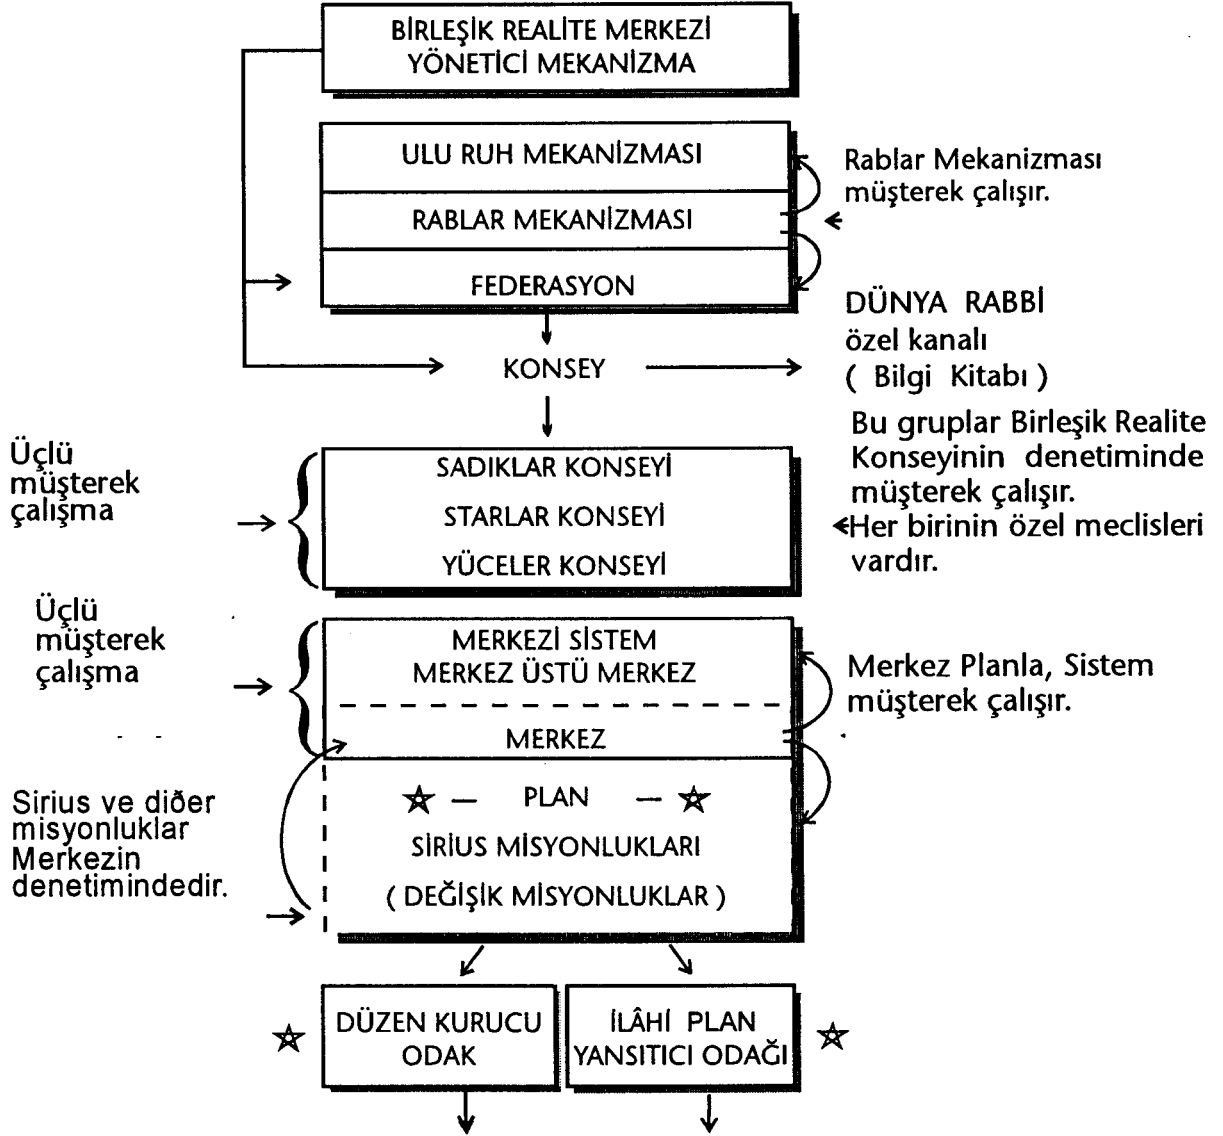 BİRLEŞİK REALİTE MERKEZİ
YÖNETİCİ MEKANİZMA
ULU RUH MEKANİZMASI
RABLAR MEKANİZMASI
FEDERASYON
Rablar Mekanizması
müşterek çalışır.
KONSEY
DÜNYA RABBİ
özel kanalı
( Bilgi Kitabı )
Üçlü
müşterek
çalışma
SADIKLAR KONSEYİ
STARLAR KONSEYİ
YÜCELER KONSEYİ
Bu gruplar Birleşik Realite
Konseyinin denetiminde
müşterek çalışır.
Her birinin özel meclisleri
vardır.
Üçlü
müşterek
çalışma
MERKEZİ SİSTEM
MERKEZ ÜSTÜ MERKEZ
MERKEZ
Merkez Planla, Sistem
müşterek çalışır.
Sirius ve diðer
misyonluklar
Merkezin
denetimindedir.
PLAN
SİRİUS MİSYONLUKLARI
( DEĞİŞİK MİSYONLUKLAR )
DÜZEN KURUCU
ODAK
İLÂHİ PLAN
YANSITICI ODAĞI